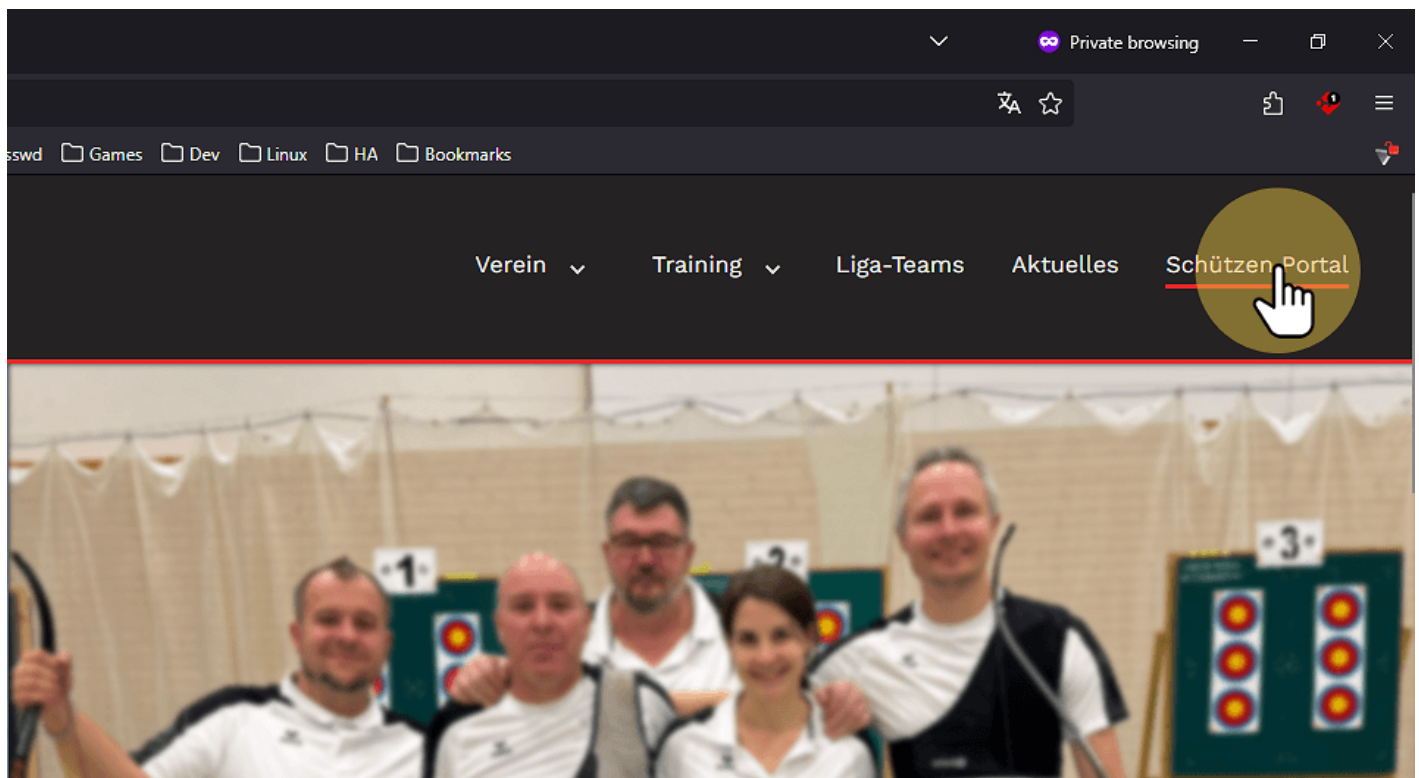 Private browsing
sswd Games Dev Linux HA Bookmarks
Verein Training Liga-Teams Aktuelles Schützen-Portal
1 2 3